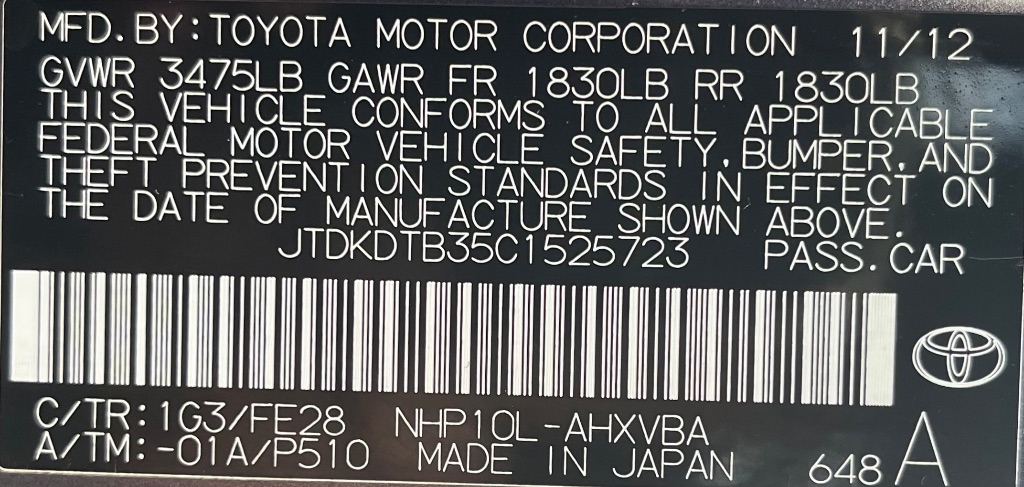 MFD.BY:TOYOTA MOTOR CORPORATION 11/12
GVWR 3475LB GAWR FR 1830LB RR 1830LB
THIS VEHICLE CONFORMS TO ALL APPLICABLE
FEDERAL MOTOR VEHICLE SAFETY,BUMPER,AND
THEFT PREVENTION STANDARDS IN EFFECT ON
THE DATE OF MANUFACTURE SHOWN ABOVE.
JTDKDTB35C1525723 PASS.CAR
C/TR:1G3/FE28 NHP10L-AHXVBA
A/TM:-01A/P510 MADE IN JAPAN 648 A